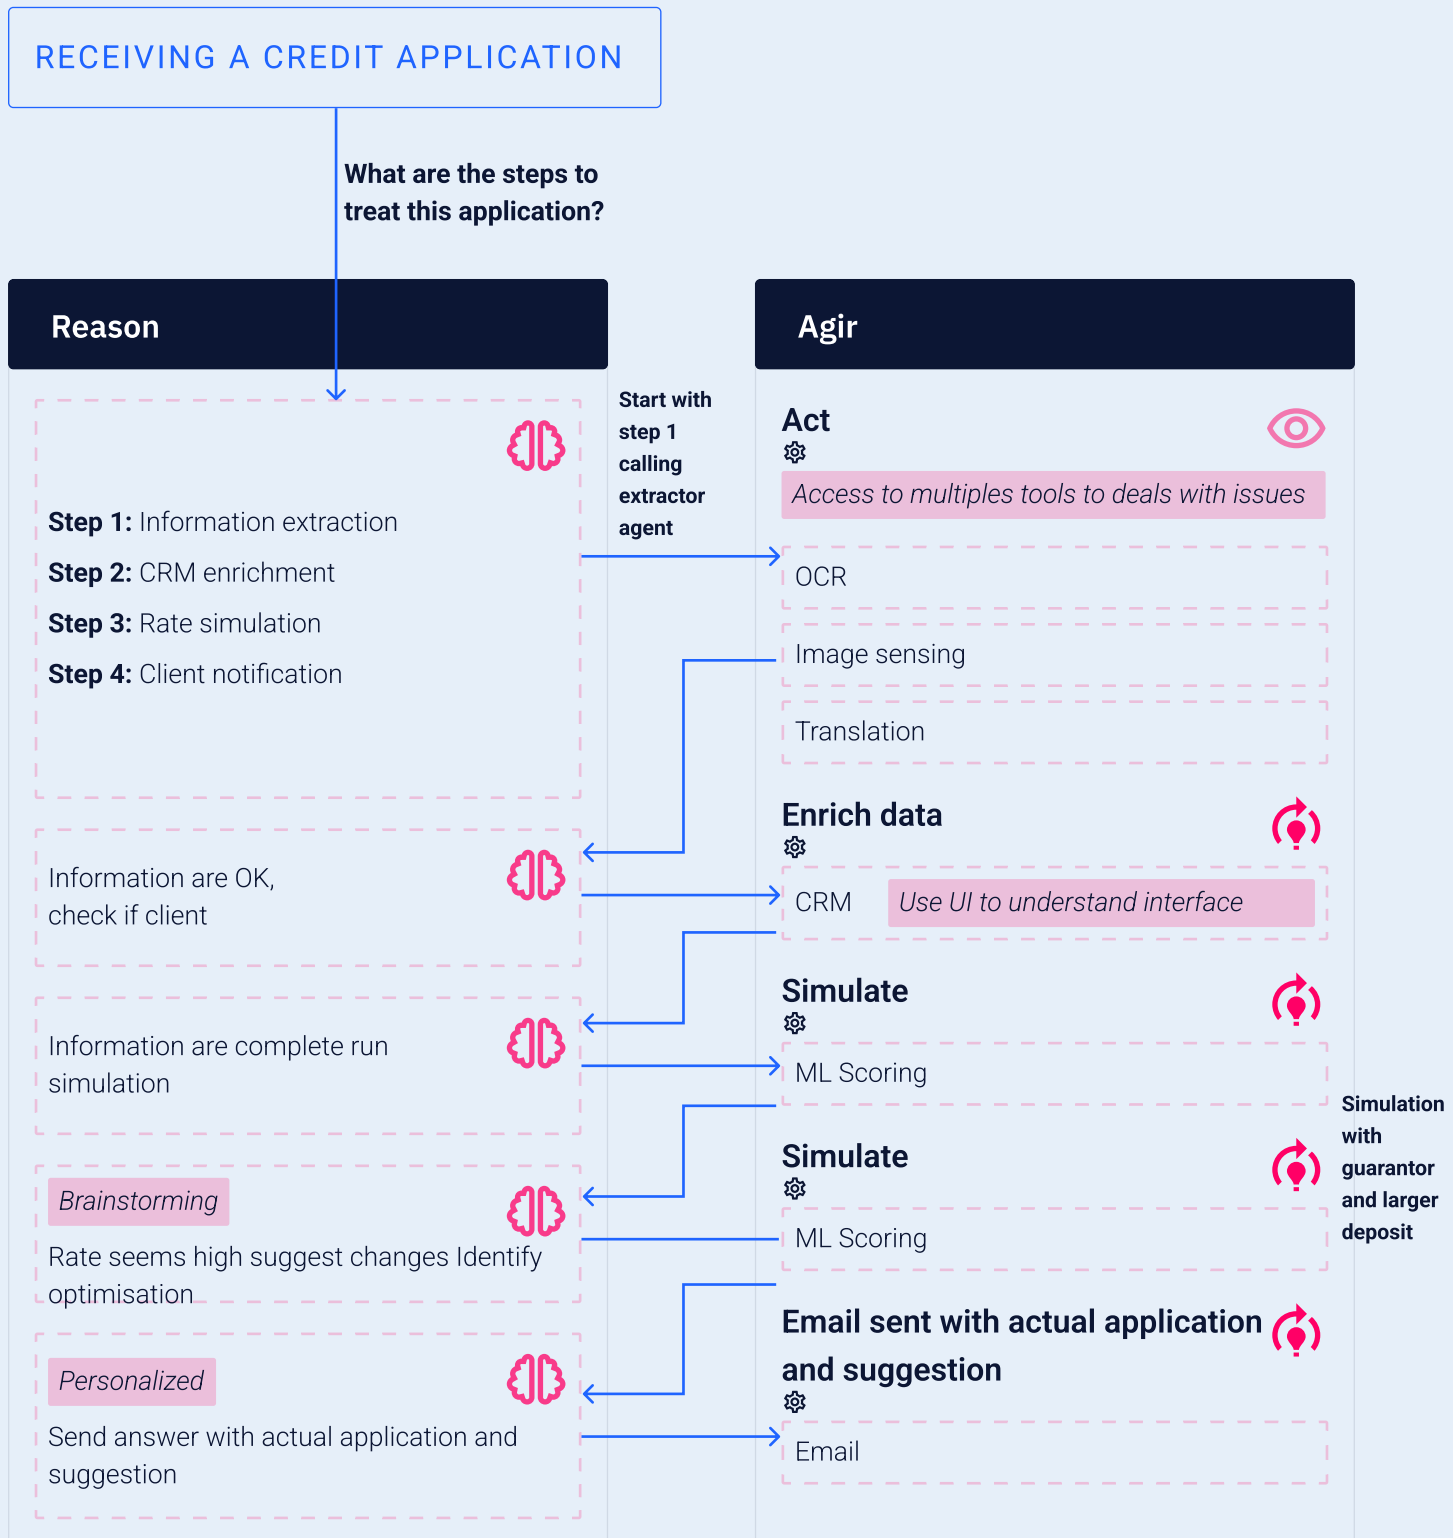 RECEIVING A CREDIT APPLICATION
What are the steps to
treat this application?
Reason
Step 1: Information extraction
Step 2: CRM enrichment
Step 3: Rate simulation
Step 4: Client notification
Information are OK,
check if client
Information are complete run
simulation
Brainstorming
Rate seems high suggest changes Identify
optimisation
Personalized
Send answer with actual application and
suggestion
Start with
step 1
calling
extractor
agent
Agir
Act
Access to multiples tools to deals with issues
OCR
Image sensing
Translation
Enrich data
CRM
Use UI to understand interface
Simulate
ML Scoring
Simulate
ML Scoring
Simulation
with
guarantor
and larger
deposit
Email sent with actual application
and suggestion
Email